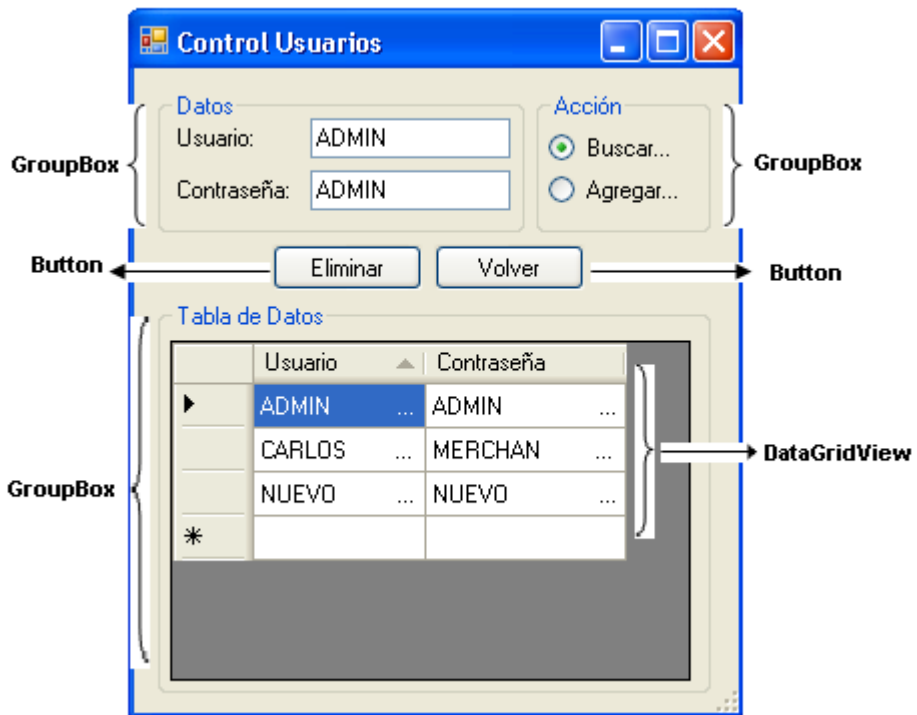 Control Usuarios
Datos
Acción
Usuario: ADMIN
Buscar...
GroupBox
GroupBox
Contraseña: ADMIN
Agregar...
Button
Eliminar
Volver
Button
Tabla de Datos
Usuario Contraseña
ADMIN ... ADMIN ...
CARLOS ... MERCHAN ...
DataGridView
NUEVO ... NUEVO ...
GroupBox